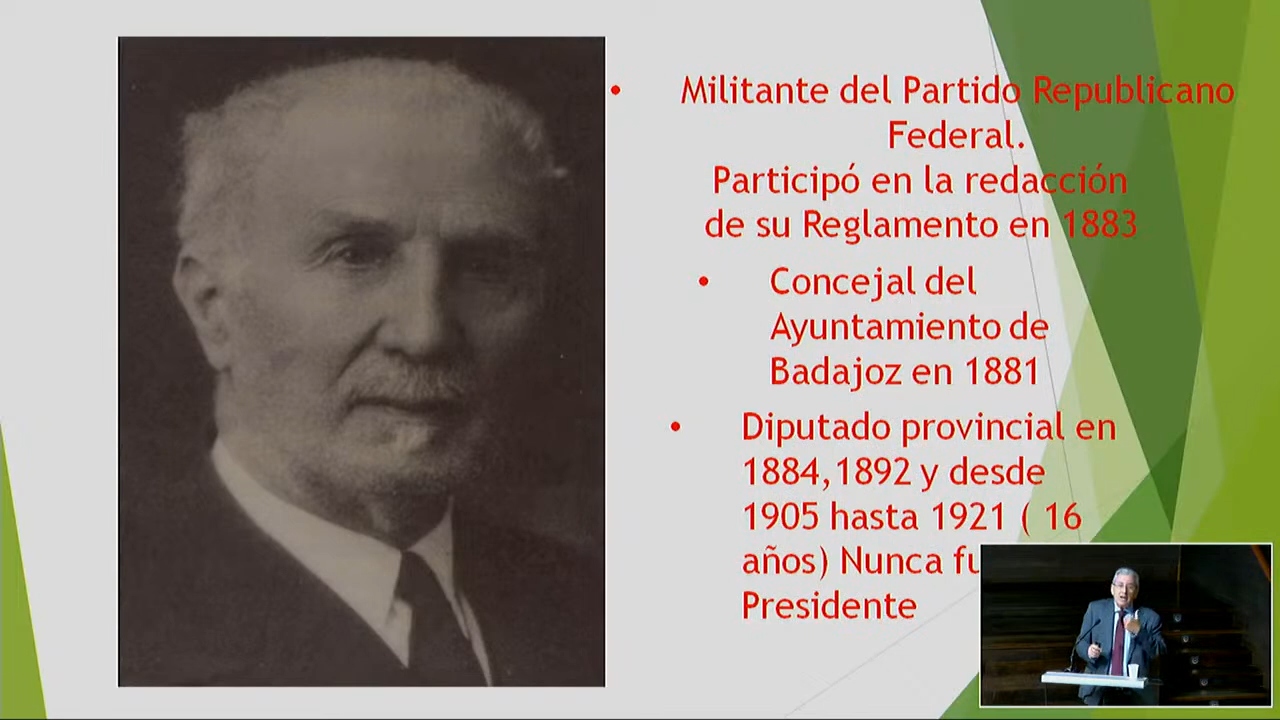 • Militante del Partido Republicano
Federal.
Participó en la redacción
de su Reglamento en 1883
• Concejal del
Ayuntamiento de
Badajoz en 1881
• Diputado provincial en
1884,1892 y desde
1905 hasta 1921 ( 16
años) Nunca fu
Presidente